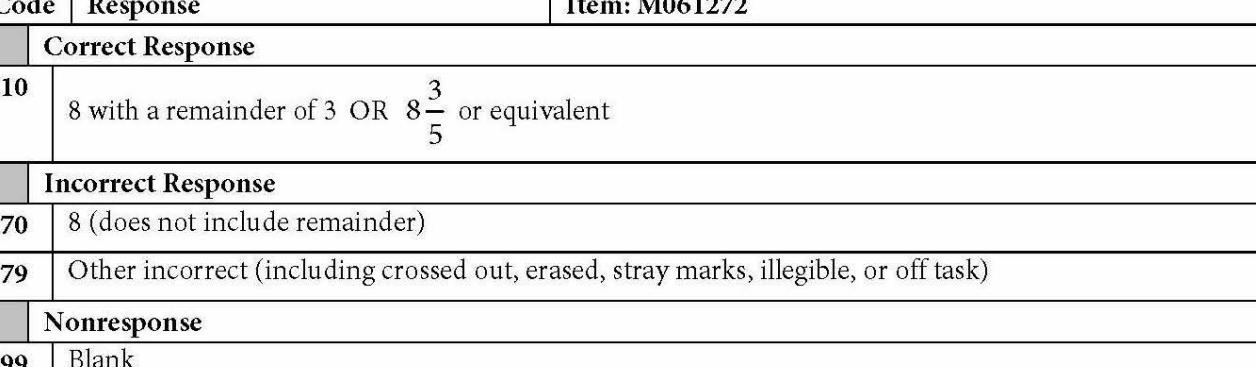 Code Response Item: M061272
Correct Response
10 8 with a remainder of 3 OR 8 3/5 or equivalent
Incorrect Response
70 8 (does not include remainder)
79 Other incorrect (including crossed out, erased, stray marks, illegible, or off task)
Nonresponse
99 Blank